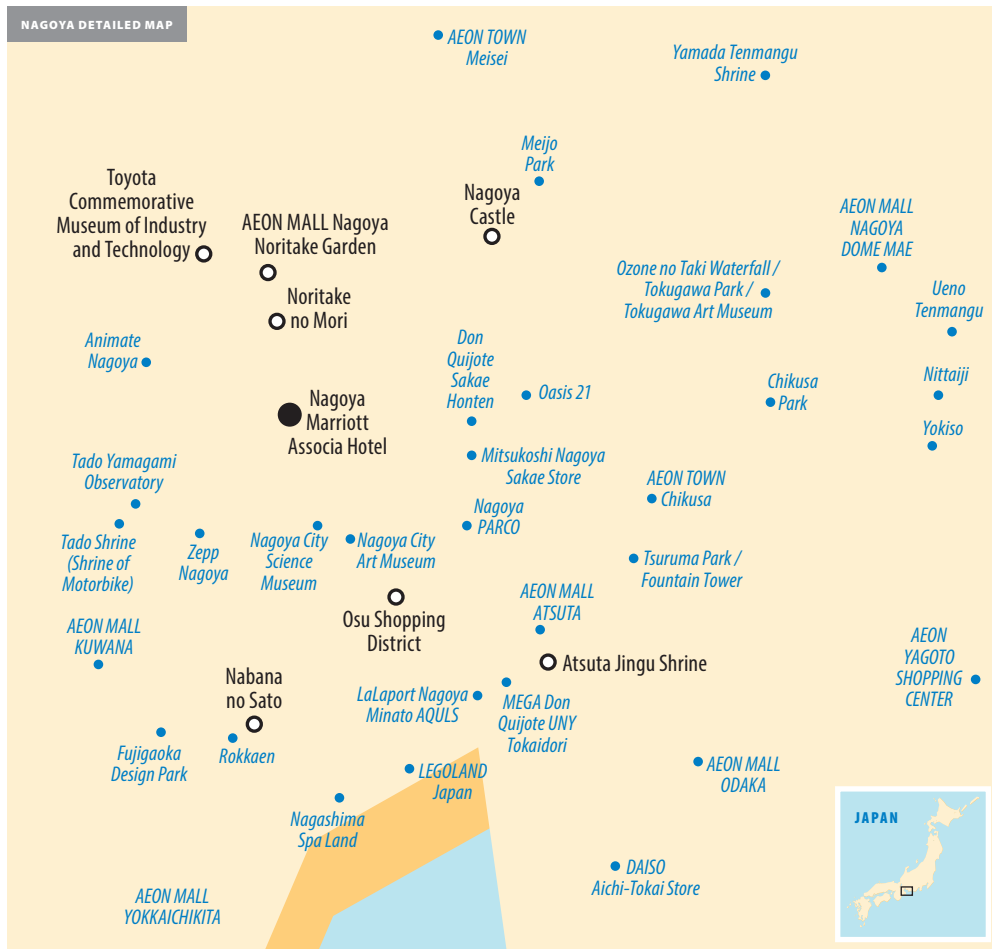 NAGOYA DETAILED MAP
AEON TOWN
Meisei
Yamada Tenmangu
Shrine
Meijo
Park
Toyota
Commemorative
Museum of Industry
and Technology
AEON MALL Nagoya
Noritake Garden
Nagoya
Castle
AEON MALL
NAGOYA
DOME MAE
Ozone no Taki Waterfall /
Tokugawa Park /
Tokugawa Art Museum
Ueno
Tenmangu
Noritake
no Mori
Animate
Nagoya
Don
Quijote
Sakae
Honten
Oasis 21
Chikusa
Park
Nittaiji
Nagoya
Marriott
Associa Hotel
Yokiso
Tado Yamagami
Observatory
Mitsukoshi Nagoya
Sakae Store
AEON TOWN
Chikusa
Nagoya
PARCO
Tado Shrine
(Shrine of
Motorbike)
Zepp
Nagoya
Nagoya City
Science
Museum
Nagoya City
Art Museum
Tsuruma Park /
Fountain Tower
AEON MALL
ATSUTA
Osu Shopping
District
AEON MALL
KUWANA
AEON
YAGOTO
SHOPPING
CENTER
Atsuta Jingu Shrine
Nabana
no Sato
LaLaport Nagoya
Minato AQULS
MEGA Don
Quijote UNY
Tokaidori
Fujigaoka
Design Park
Rokkaen
LEGOLAND
Japan
AEON MALL
ODAKA
Nagashima
Spa Land
JAPAN
DAISO
Aichi-Tokai Store
AEON MALL
YOKKAICHIKITA